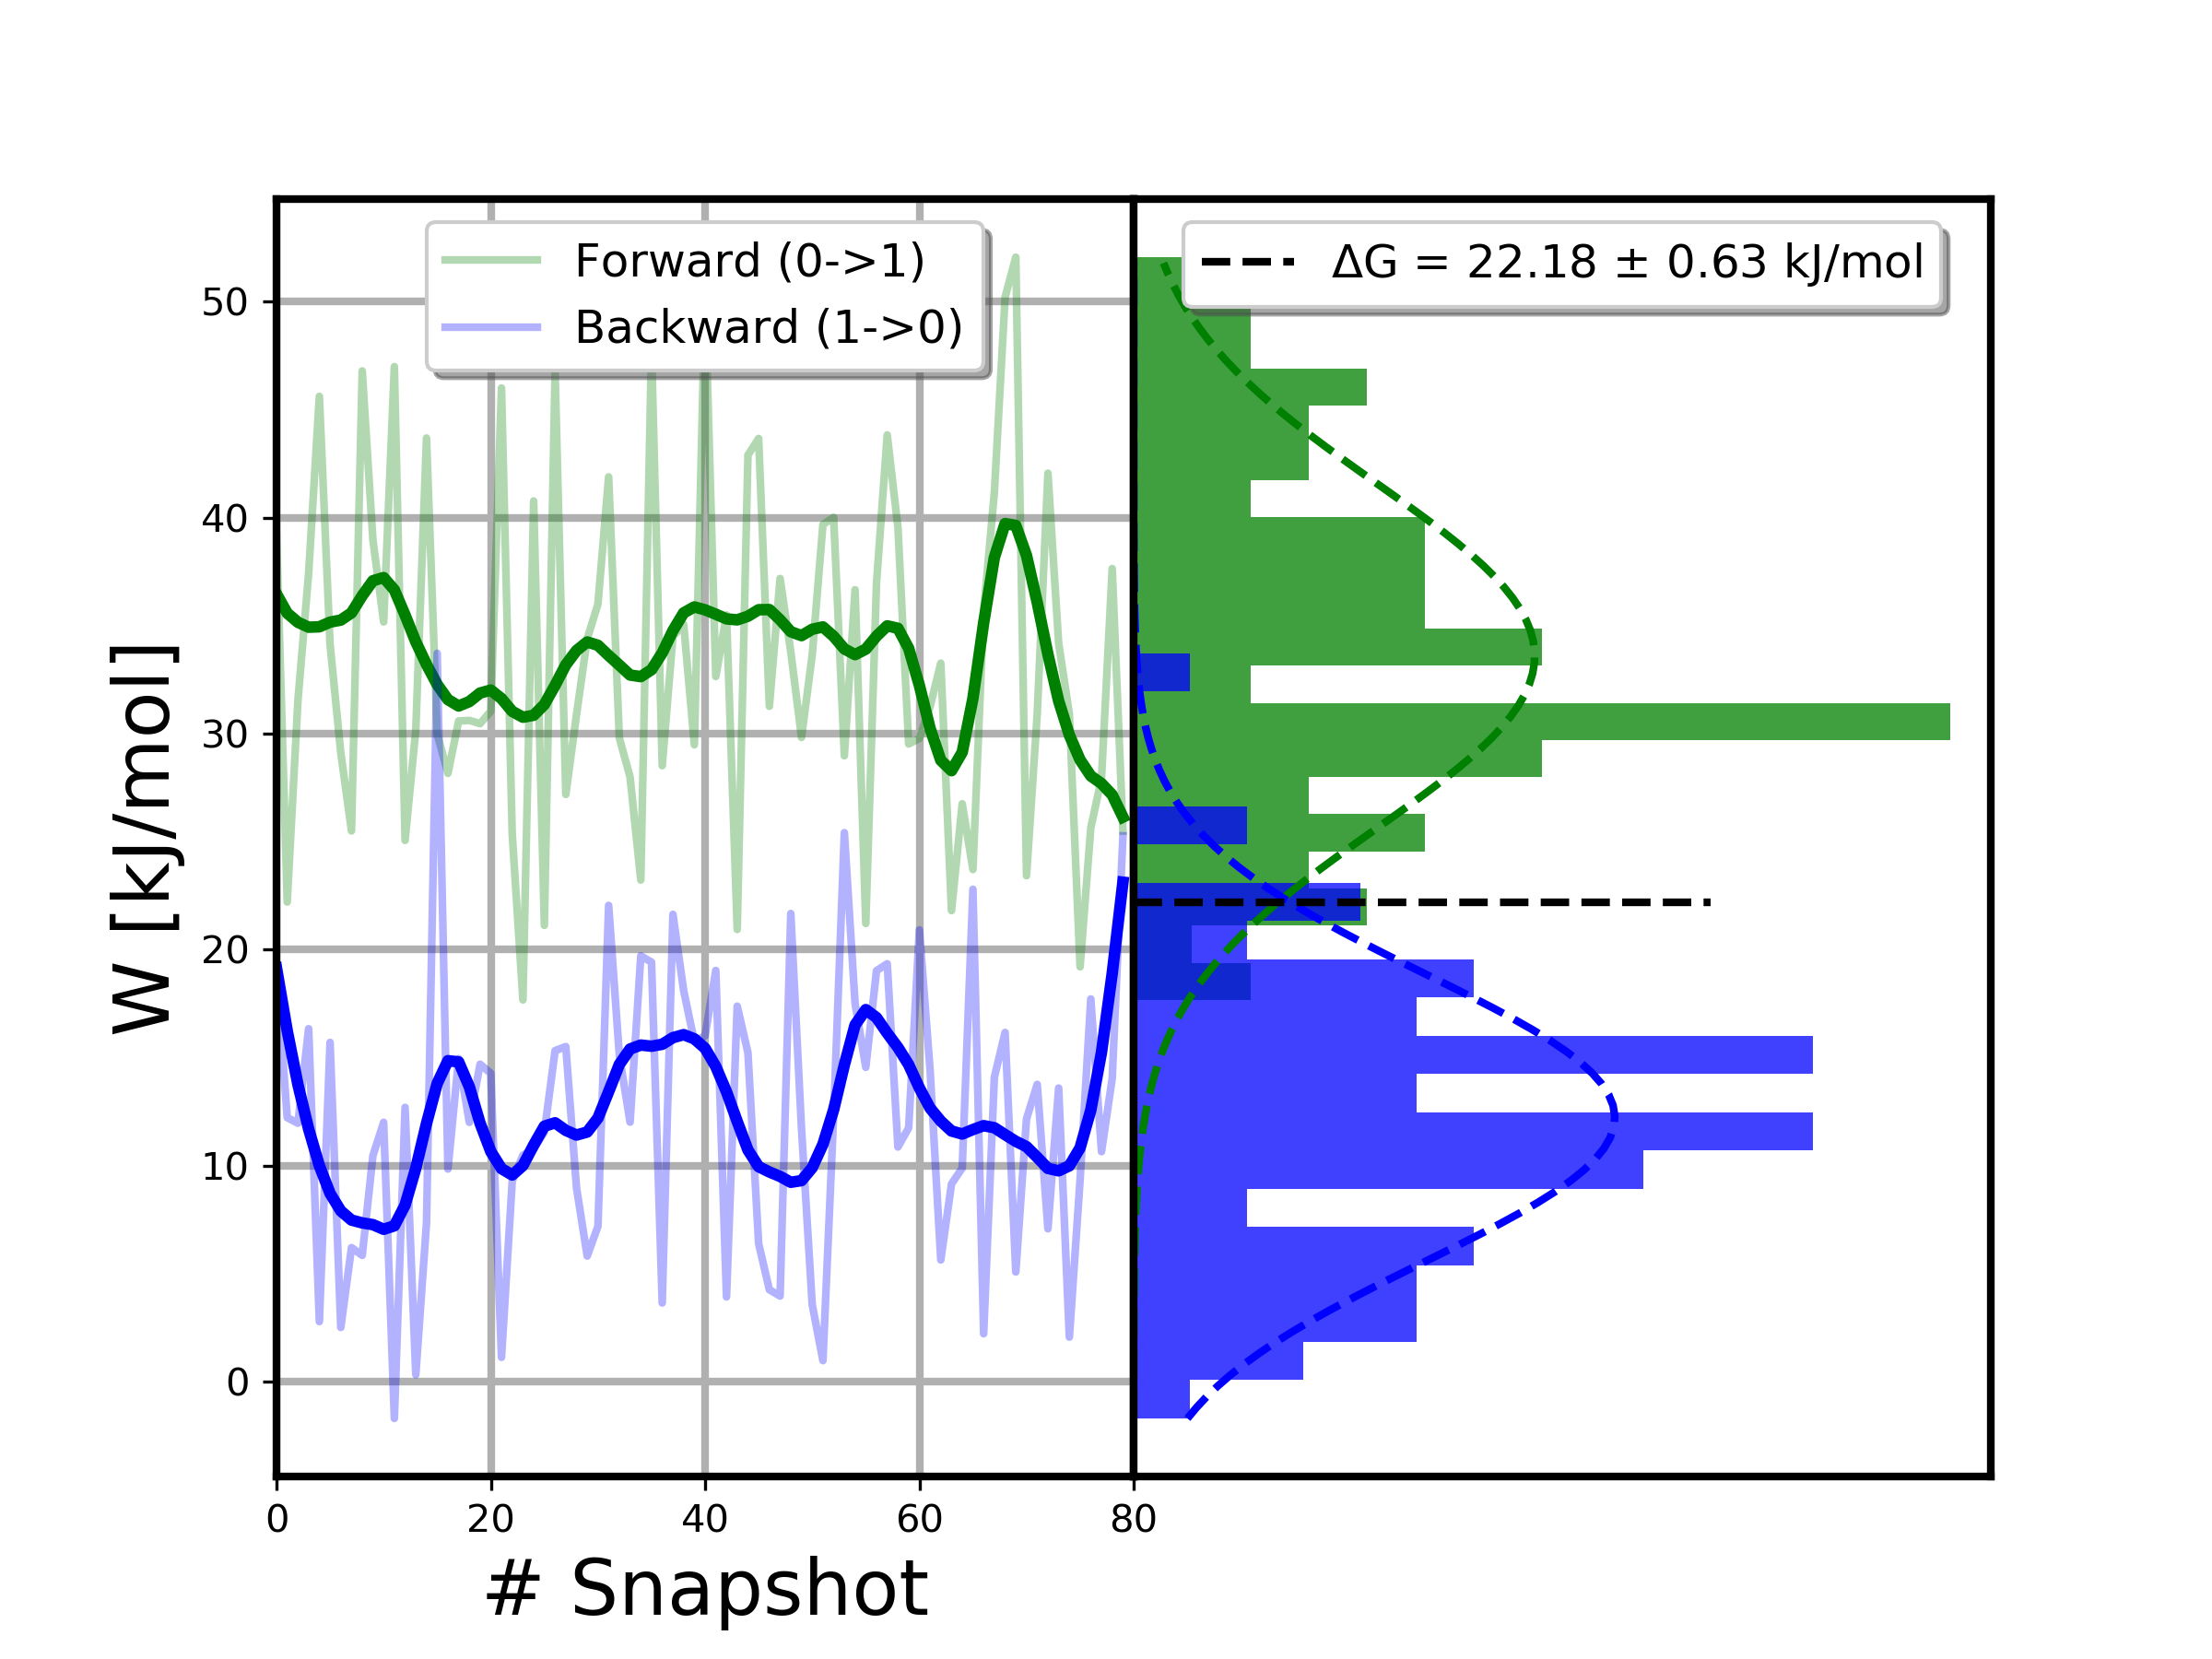 Forward (0->1)
Backward (1->0)
ΔG = 22.18 ± 0.63 kJ/mol
W [kJ/mol]
50
40
30
20
10
0
0 20 40 60 80
# Snapshot